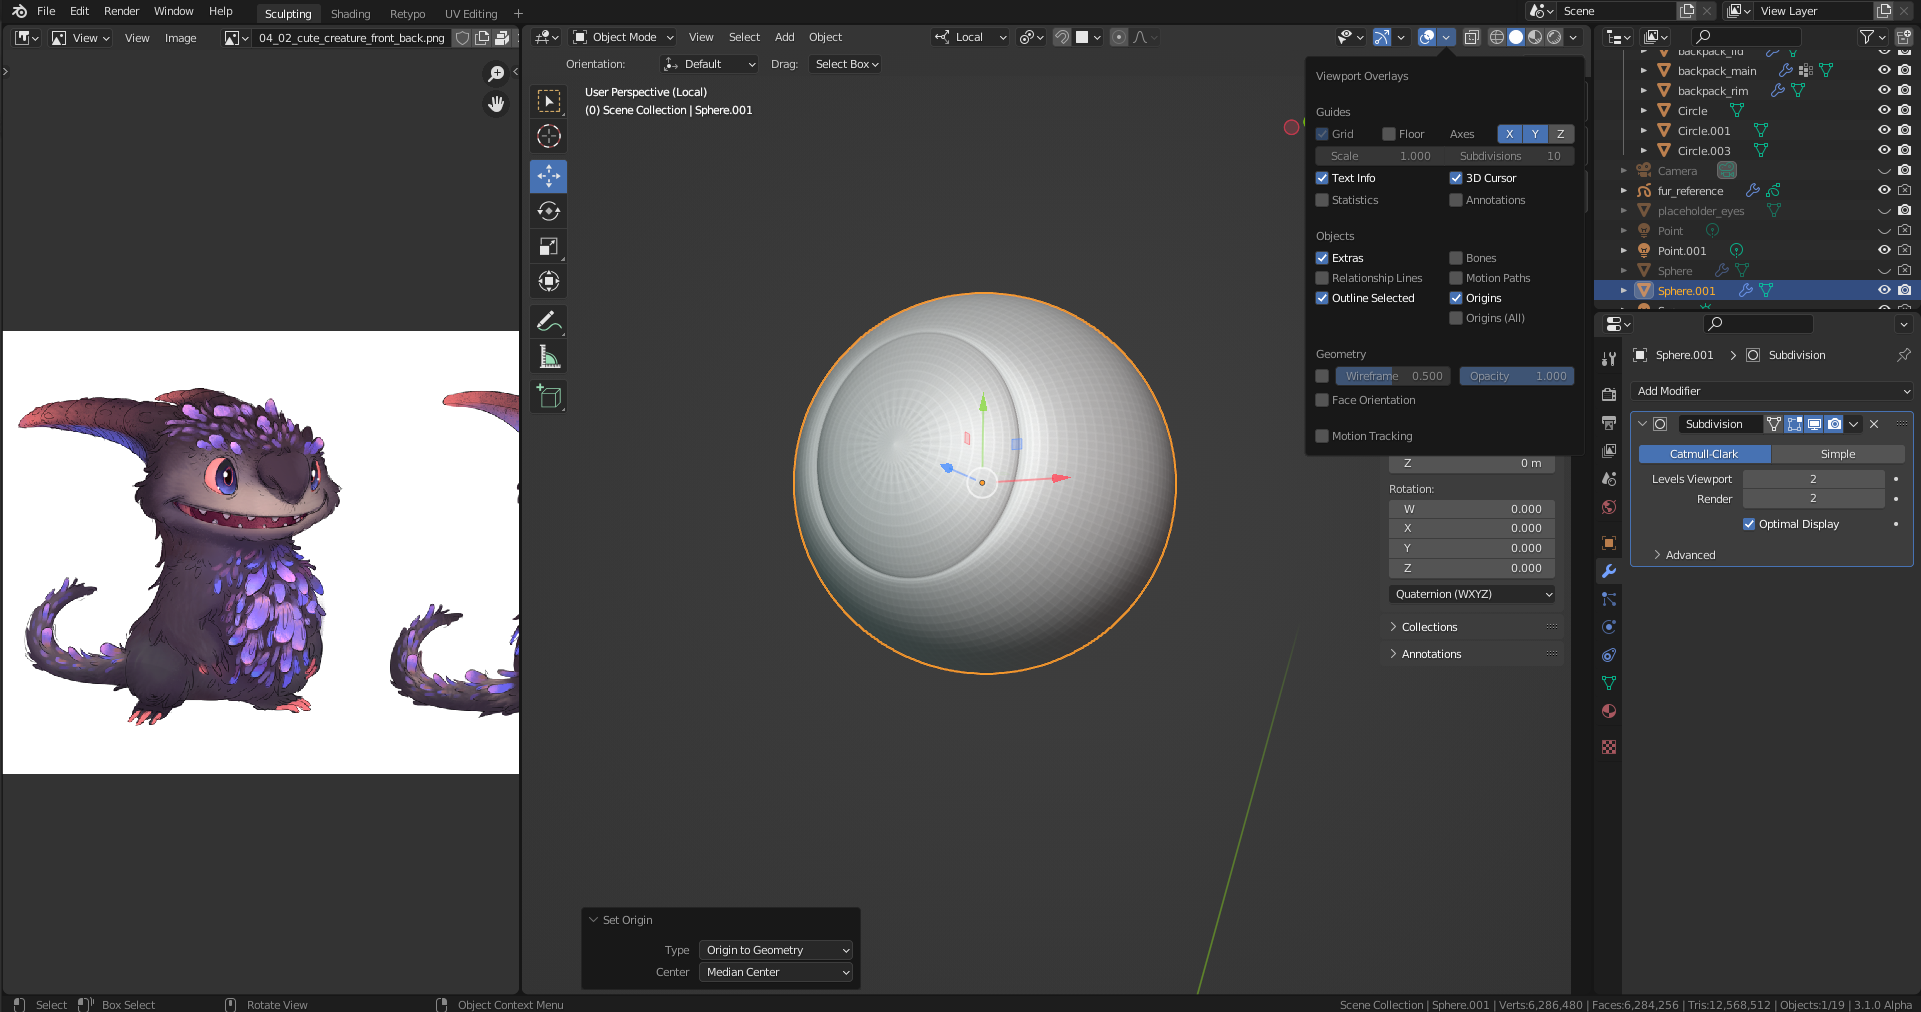 File Edit Render Window Help Sculpting Shading Retypo UV Editing + Scene View Layer
View View Image 04_02_cute_creature_front_back.png Object Mode View Select Add Object Local
Orientation: Default Drag: Select Box
User Perspective (Local)
(0) Scene Collection | Sphere.001
Viewport Overlays
Guides
Grid Floor Axes X Y Z
Scale 1.000 Subdivisions 10
Text Info 3D Cursor
Statistics Annotations
Objects
Extras Bones
Relationship Lines Motion Paths
Outline Selected Origins
Origins (All)
Geometry
Wireframe 0.500 Opacity 1.000
Face Orientation
Motion Tracking
Z 0 m
Rotation:
W 0.000
X 0.000
Y 0.000
Z 0.000
Quaternion (WXYZ)
Collections
Annotations
backpack_lid
backpack_main
backpack_rim
Circle
Circle.001
Circle.003
Camera
fur_reference
placeholder_eyes
Point
Point.001
Sphere
Sphere.001
Sphere.001 > Subdivision
Add Modifier
Subdivision
Catmull-Clark Simple
Levels Viewport 2
Render 2
Optimal Display
Advanced
Set Origin
Type Origin to Geometry
Center Median Center
Select Box Select Rotate View Object Context Menu
Scene Collection | Sphere.001 | Verts:6,286,480 | Faces:6,284,256 | Tris:12,568,512 | Objects:1/19 | 3.1.0 Alpha